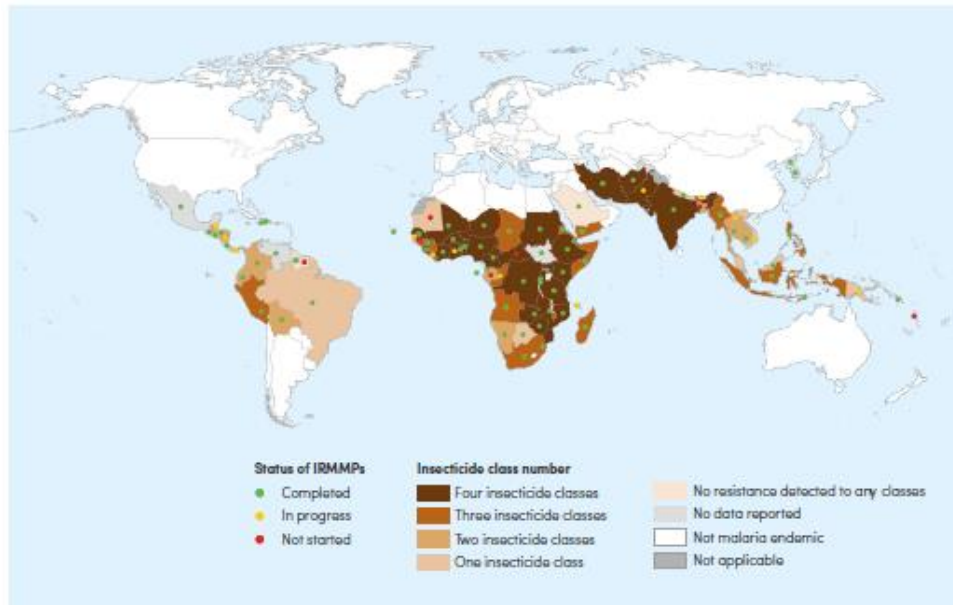 Status of IRMMPs
Completed
In progress
Not started
Insecticide class number
Four insecticide classes
Three insecticide classes
Two insecticide classes
One insecticide class
No resistance detected to any classes
No data reported
Not malaria endemic
Not applicable